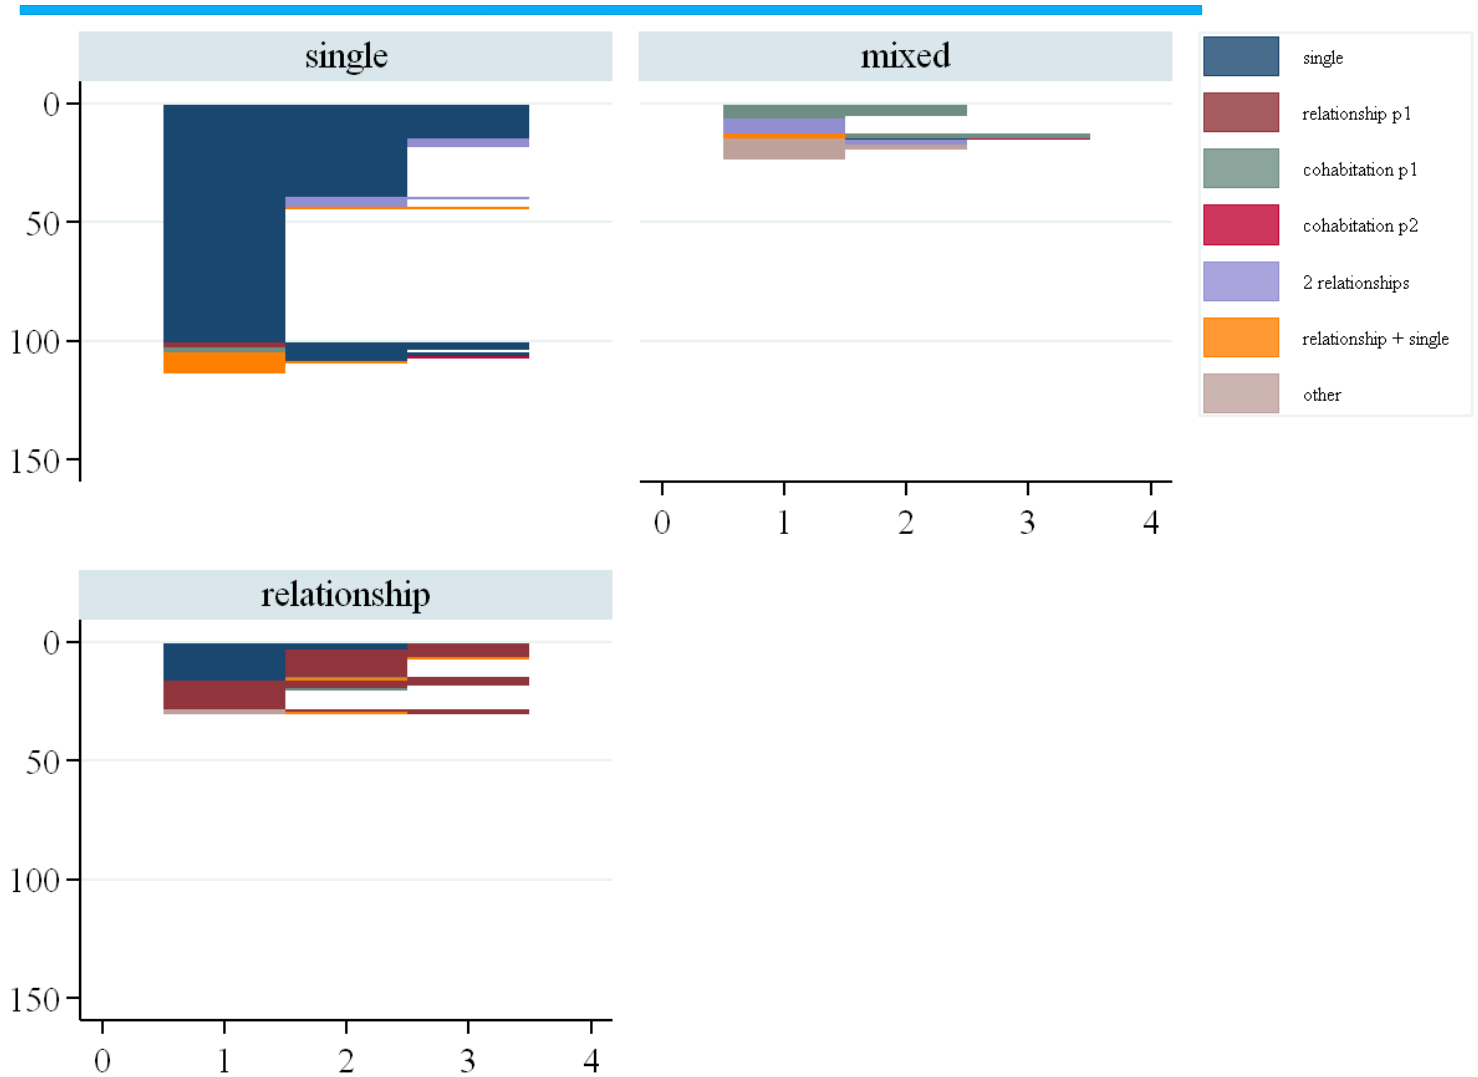 single
mixed
0
50
100
150
0 1 2 3 4
single
relationship p1
cohabitation p1
cohabitation p2
2 relationships
relationship + single
other
relationship
0
50
100
150
0 1 2 3 4